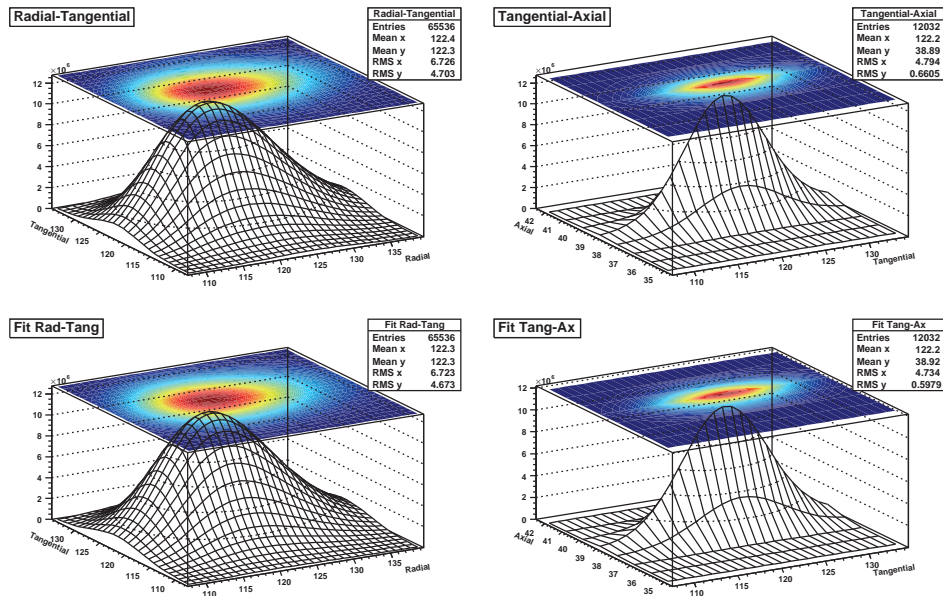 Radial-Tangential
Radial-Tangential
Entries 65536
Mean x 122.4
Mean y 122.3
RMS x 6.726
RMS y 4.703
×10⁶
12
10
8
6
4
2
0
130
125
120
115
110
Tangential
110
115
120
125
130
135
Radial
Tangential-Axial
Tangential-Axial
Entries 12032
Mean x 122.2
Mean y 38.89
RMS x 4.794
RMS y 0.6605
×10⁶
12
10
8
6
4
2
0
42
41
40
39
38
37
36
35
Axial
110
115
120
125
130
Tangential
Fit Rad-Tang
Fit Rad-Tang
Entries 65536
Mean x 122.3
Mean y 122.3
RMS x 6.723
RMS y 4.673
×10⁶
12
10
8
6
4
2
0
130
125
120
115
110
Tangential
110
115
120
125
130
135
Radial
Fit Tang-Ax
Fit Tang-Ax
Entries 12032
Mean x 122.2
Mean y 38.92
RMS x 4.734
RMS y 0.5979
×10⁶
12
10
8
6
4
2
0
42
41
40
39
38
37
36
35
Axial
110
115
120
125
130
Tangential